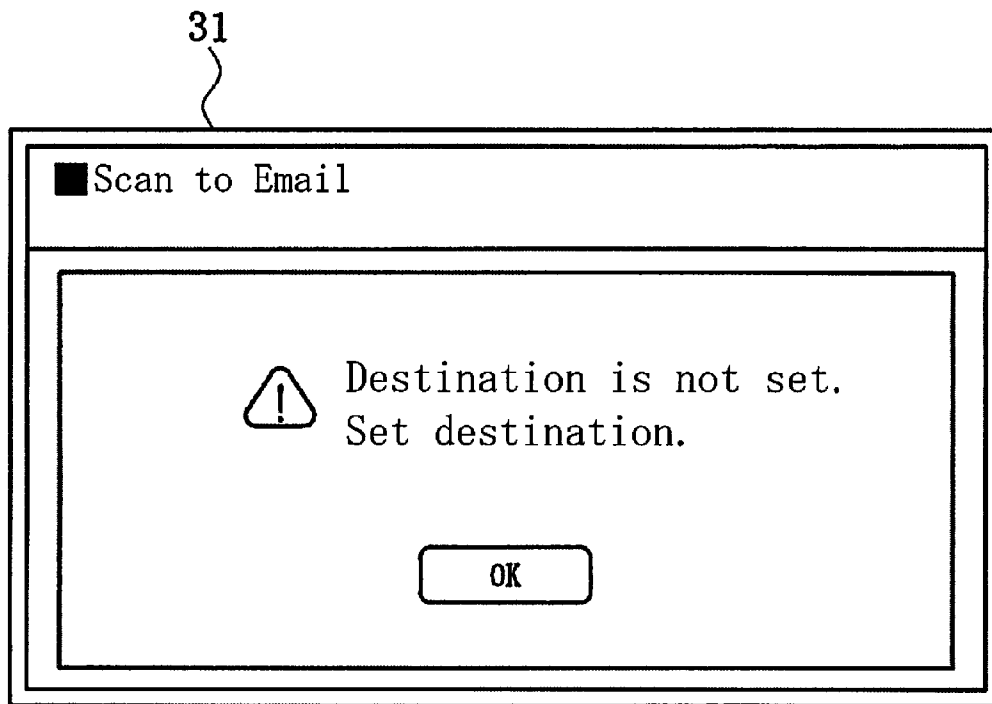 31
■Scan to Email
Destination is not set.
Set destination.
OK